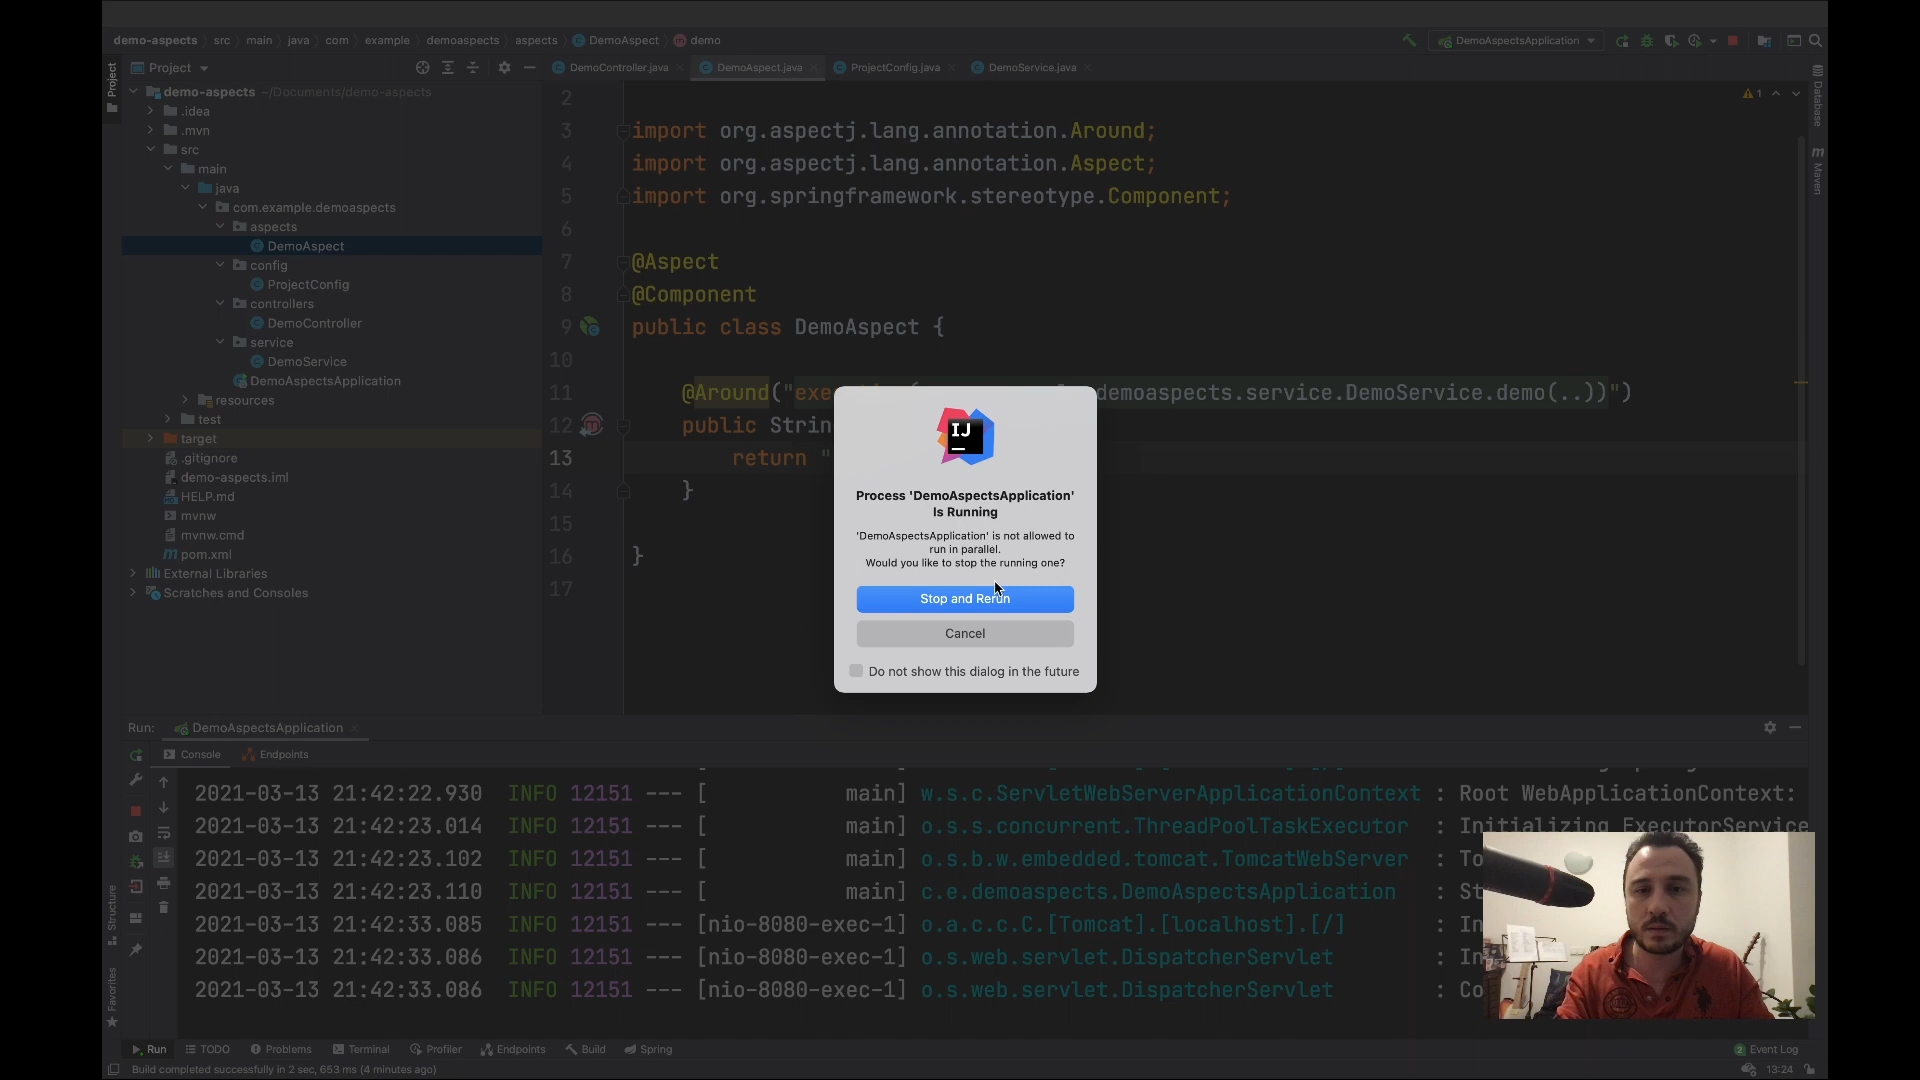 demo-aspects src main java com example demoaspects aspects DemoAspect demo
DemoAspectsApplication
Project
DemoController.java
DemoAspect.java
ProjectConfig.java
DemoService.java
Project
demo-aspects ~/Documents/demo-aspects
.idea
.mvn
src
main
java
com.example.demoaspects
aspects
DemoAspect
config
ProjectConfig
controllers
DemoController
service
DemoService
DemoAspectsApplication
resources
test
target
.gitignore
demo-aspects.iml
HELP.md
mvnw
mvnw.cmd
pom.xml
External Libraries
Scratches and Consoles
1
2
3 import org.aspectj.lang.annotation.Around;
4 import org.aspectj.lang.annotation.Aspect;
5 import org.springframework.stereotype.Component;
6
7 @Aspect
8 @Component
9 public class DemoAspect {
10
11 @Around("exe demoaspects.service.DemoService.demo(..))")
12 public Strin
13 return "
14 }
15
16 }
17
Database
Maven
IJ
Process 'DemoAspectsApplication'
Is Running
'DemoAspectsApplication' is not allowed to
run in parallel.
Would you like to stop the running one?
Stop and Rerun
Cancel
Do not show this dialog in the future
Run: DemoAspectsApplication
Console Endpoints
2021-03-13 21:42:22.930 INFO 12151 --- [ main] w.s.c.ServletWebServerApplicationContext : Root WebApplicationContext:
2021-03-13 21:42:23.014 INFO 12151 --- [ main] o.s.s.concurrent.ThreadPoolTaskExecutor : Initializing ExecutorService
2021-03-13 21:42:23.102 INFO 12151 --- [ main] o.s.b.w.embedded.tomcat.TomcatWebServer : To
2021-03-13 21:42:23.110 INFO 12151 --- [ main] c.e.demoaspects.DemoAspectsApplication : St
2021-03-13 21:42:33.085 INFO 12151 --- [nio-8080-exec-1] o.a.c.c.C.[Tomcat].[localhost].[/] : In
2021-03-13 21:42:33.086 INFO 12151 --- [nio-8080-exec-1] o.s.web.servlet.DispatcherServlet : In
2021-03-13 21:42:33.086 INFO 12151 --- [nio-8080-exec-1] o.s.web.servlet.DispatcherServlet : Co
Structure
Favorites
Run TODO Problems Terminal Profiler Endpoints Build Spring
2 Event Log
Build completed successfully in 2 sec, 653 ms (4 minutes ago)
13:24